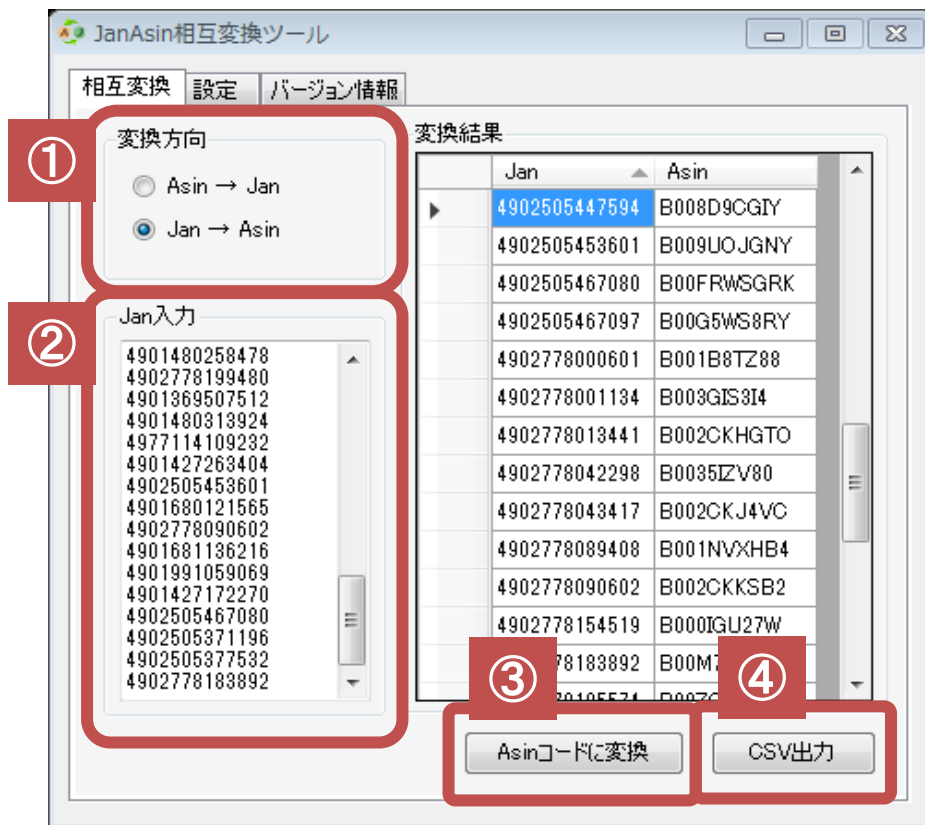 JanAsin相互変換ツール
相互変換 設定 バージョン情報
①
変換方向
Asin → Jan
Jan → Asin
②
Jan入力
4901480258478
4902778199480
4901369507512
4901480313924
4977114109232
4901427263404
4902505453601
4901680121565
4902778090602
4901681136216
4901991059069
4901427172270
4902505467080
4902505371196
4902505377532
4902778183892
変換結果
Jan Asin
4902505447594 B008D9CGIY
4902505453601 B009UOJGNY
4902505467080 B00FRWSGRK
4902505467097 B00G5WS8RY
4902778000601 B001B8TZ88
4902778001134 B003GIS3I4
4902778013441 B002CKHGTO
4902778042298 B0035IZV80
4902778043417 B002CKJ4VC
4902778089408 B001NVXHB4
4902778090602 B002CKKSB2
4902778154519 B000IGU27W
78183892 B00M
③
④
Asinコードに変換
CSV出力